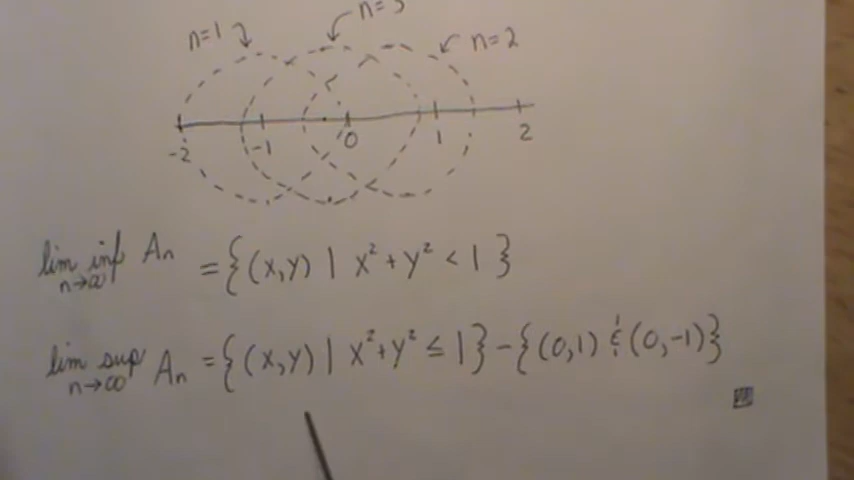 n=1
n=3
n=2
-2 -1 0 1 2
lim inf n→∞ An = {(x,y) | x² + y² < 1}
lim sup n→∞ An = {(x,y) | x² + y² ≤ 1} - {(0,1) & (0,-1)}